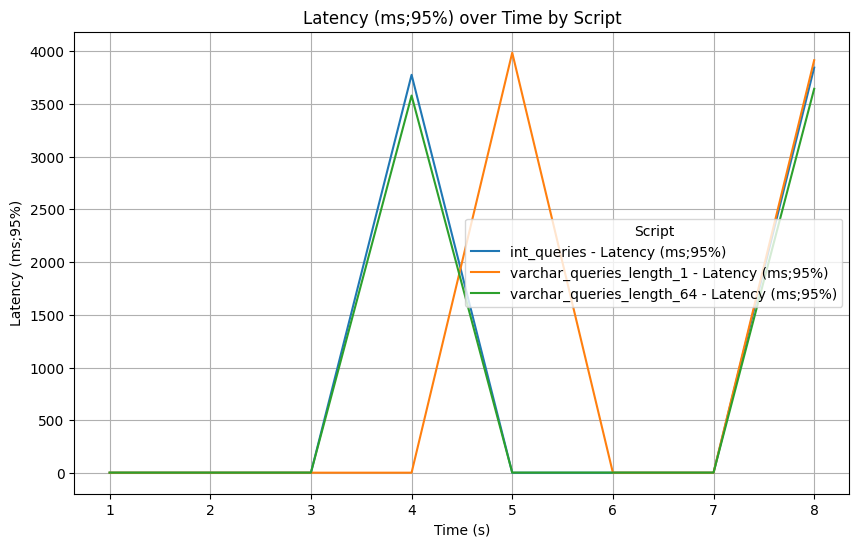 Latency (ms;95%) over Time by Script
Latency (ms;95%)
4000
3500
3000
2500
2000
1500
1000
500
0
Script
int_queries - Latency (ms;95%)
varchar_queries_length_1 - Latency (ms;95%)
varchar_queries_length_64 - Latency (ms;95%)
1 2 3 4 5 6 7 8
Time (s)